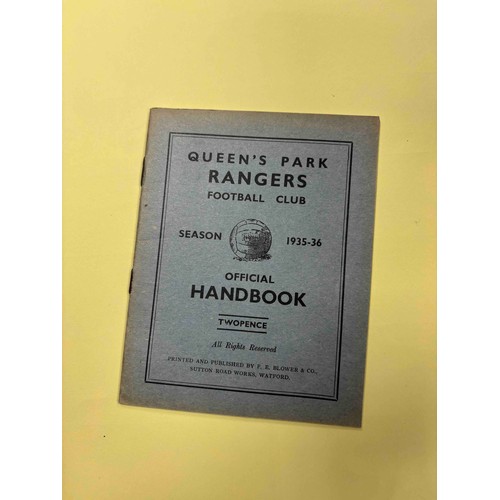 QUEEN'S PARK
RANGERS
FOOTBALL CLUB
SEASON 1935-36
OFFICIAL
HANDBOOK
TWOPENCE
All Rights Reserved
PRINTED AND PUBLISHED BY F. E. BLOWER & CO.,
SUTTON ROAD WORKS, WATFORD.